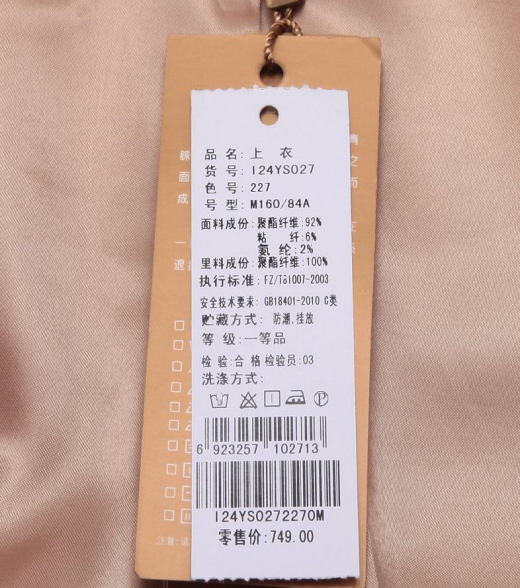 品 名:上 衣
货 号:I24YS027
色 号:227
号 型:M160/84A
面料成份:聚酯纤维:92%
粘 纤:6%
氨 纶:2%
里料成份:聚酯纤维:100%
执行标准:FZ/T81007-2003
安全技术要求: GB18401-2010 C类
贮藏方式: 防潮,挂放
等 级:一等品
检 验:合 格 检验员:03
洗涤方式:
6 923257 102713
I24YS0272270M
零售价:749.00